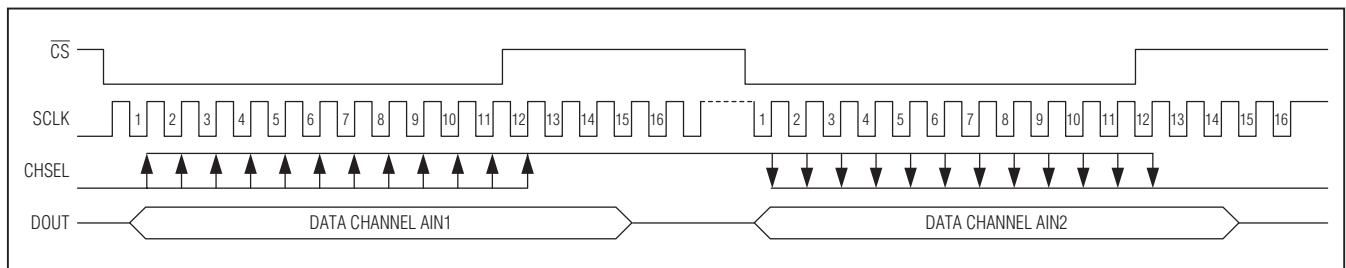 CS
SCLK 1 2 3 4 5 6 7 8 9 10 11 12 13 14 15 16 1 2 3 4 5 6 7 8 9 10 11 12 13 14 15 16
CHSEL
DOUT DATA CHANNEL AIN1 DATA CHANNEL AIN2